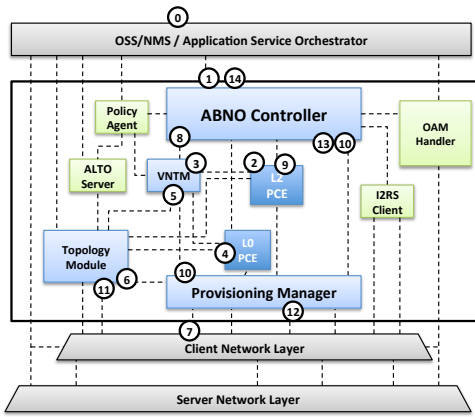 0
OSS/NMS / Application Service Orchestrator
1
14
Policy
Agent
ABNO Controller
OAM
Handler
8
13
10
ALTO
Server
VNTM
3
2
9
L2
PCE
5
I2RS
Client
Topology
Module
4
L0
PCE
6
10
11
Provisioning Manager
12
7
Client Network Layer
Server Network Layer